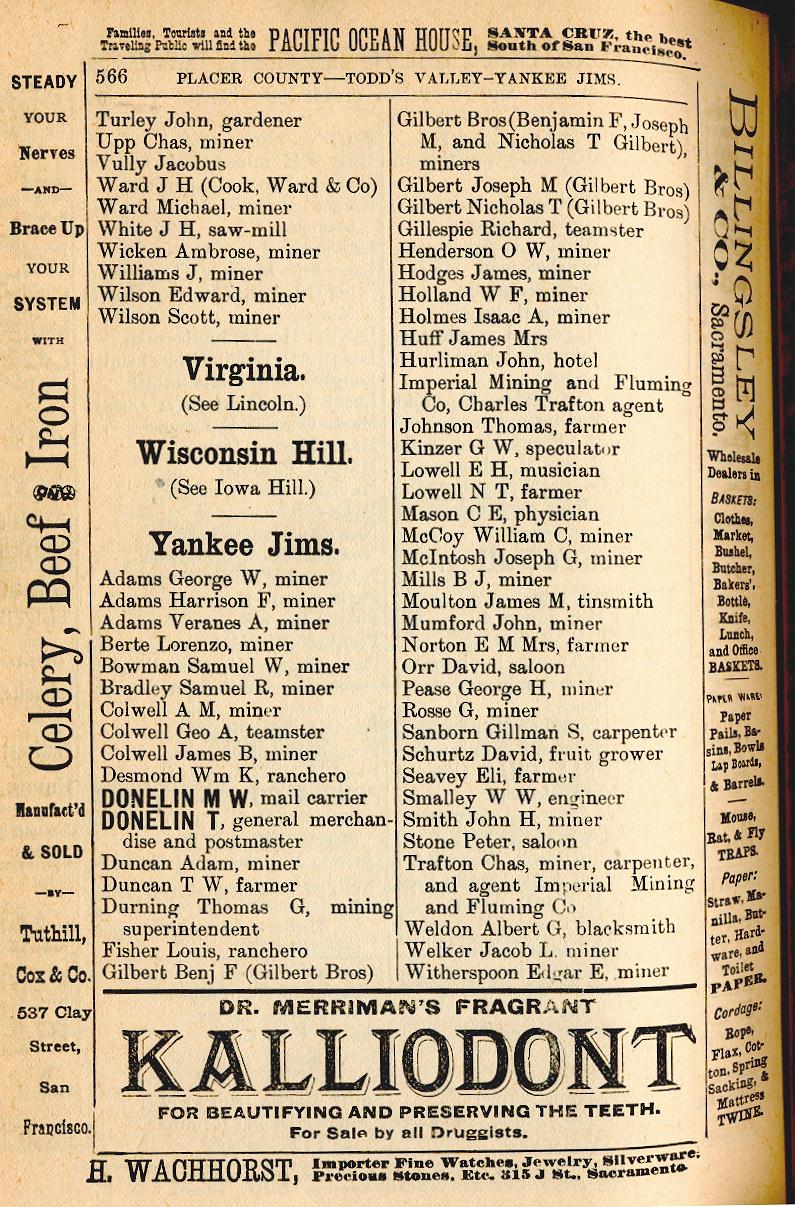 Families, Tourists and the
Traveling Public will find the
PACIFIC OCEAN HOUSE,
SANTA CRUZ, the best
South of San Francisco.
566 PLACER COUNTY—TODD'S VALLEY—YANKEE JIMS.
STEADY
YOUR
Nerves
—AND—
Brace Up
YOUR
SYSTEM
WITH
Celery, Beef and Iron
Manufact'd
& SOLD
—BY—
Tuthill,
Cox & Co.
537 Clay
Street,
San
Francisco.
Turley John, gardener
Upp Chas, miner
Vully Jacobus
Ward J H (Cook, Ward & Co)
Ward Michael, miner
White J H, saw-mill
Wicken Ambrose, miner
Williams J, miner
Wilson Edward, miner
Wilson Scott, miner
Virginia.
(See Lincoln.)
Wisconsin Hill.
(See Iowa Hill.)
Yankee Jims.
Adams George W, miner
Adams Harrison F, miner
Adams Veranes A, miner
Berte Lorenzo, miner
Bowman Samuel W, miner
Bradley Samuel R, miner
Colwell A M, miner
Colwell Geo A, teamster
Colwell James B, miner
Desmond Wm K, ranchero
DONELIN M W, mail carrier
DONELIN T, general merchan-
dise and postmaster
Duncan Adam, miner
Duncan T W, farmer
Durning Thomas G, mining
superintendent
Fisher Louis, ranchero
Gilbert Benj F (Gilbert Bros)
Gilbert Bros(Benjamin F, Joseph
M, and Nicholas T Gilbert),
miners
Gilbert Joseph M (Gilbert Bros)
Gilbert Nicholas T (Gilbert Bros)
Gillespie Richard, teamster
Henderson O W, miner
Hodges James, miner
Holland W F, miner
Holmes Isaac A, miner
Huff James Mrs
Hurliman John, hotel
Imperial Mining and Fluming
Co, Charles Trafton agent
Johnson Thomas, farmer
Kinzer G W, speculator
Lowell E H, musician
Lowell N T, farmer
Mason C E, physician
McCoy William C, miner
McIntosh Joseph G, miner
Mills B J, miner
Moulton James M, tinsmith
Mumford John, miner
Norton E M Mrs, farmer
Orr David, saloon
Pease George H, miner
Rosse G, miner
Sanborn Gillman S, carpenter
Schurtz David, fruit grower
Seavey Eli, farmer
Smalley W W, engineer
Smith John H, miner
Stone Peter, saloon
Trafton Chas, miner, carpenter,
and agent Imperial Mining
and Fluming Co
Weldon Albert G, blacksmith
Welker Jacob L. miner
Witherspoon Edgar E, miner
BILLINGSLEY
& CO., Sacramento.
Wholesale
Dealers in
BASKETS:
Clothes,
Market,
Bushel,
Butcher,
Bakers',
Bottle,
Knife,
Lunch,
and Office
BASKETS.
PAPER WARE:
Paper
Pails, Ba-
sins, Bowls
Lap Boards,
& Barrels.
Mouse,
Rat, & Fly
TRAPS.
Paper:
Straw, Ma-
nilla, But-
ter, Hard-
ware, and
Toilet
PAPER.
Cordage:
Rope,
Flax, Cot-
ton, Spring
Sacking, &
Mattress
TWINE.
DR. MERRIMAN'S FRAGRANT
KALLIODONT
FOR BEAUTIFYING AND PRESERVING THE TEETH.
For Sale by all Druggists.
H. WACHHORST,
Importer Fine Watches, Jewelry, Silverware,
Precious Stones, Etc. 315 J St., Sacramento